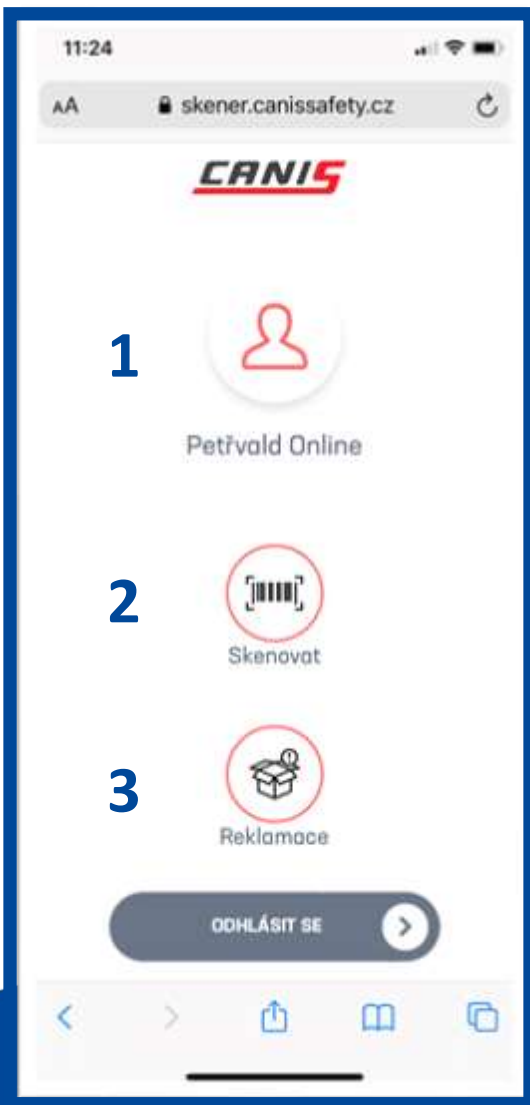 11:24
AA skener.canissafety.cz
CANIS
1
Petřvald Online
2
Skenovat
3
Reklamace
ODHLÁSIT SE